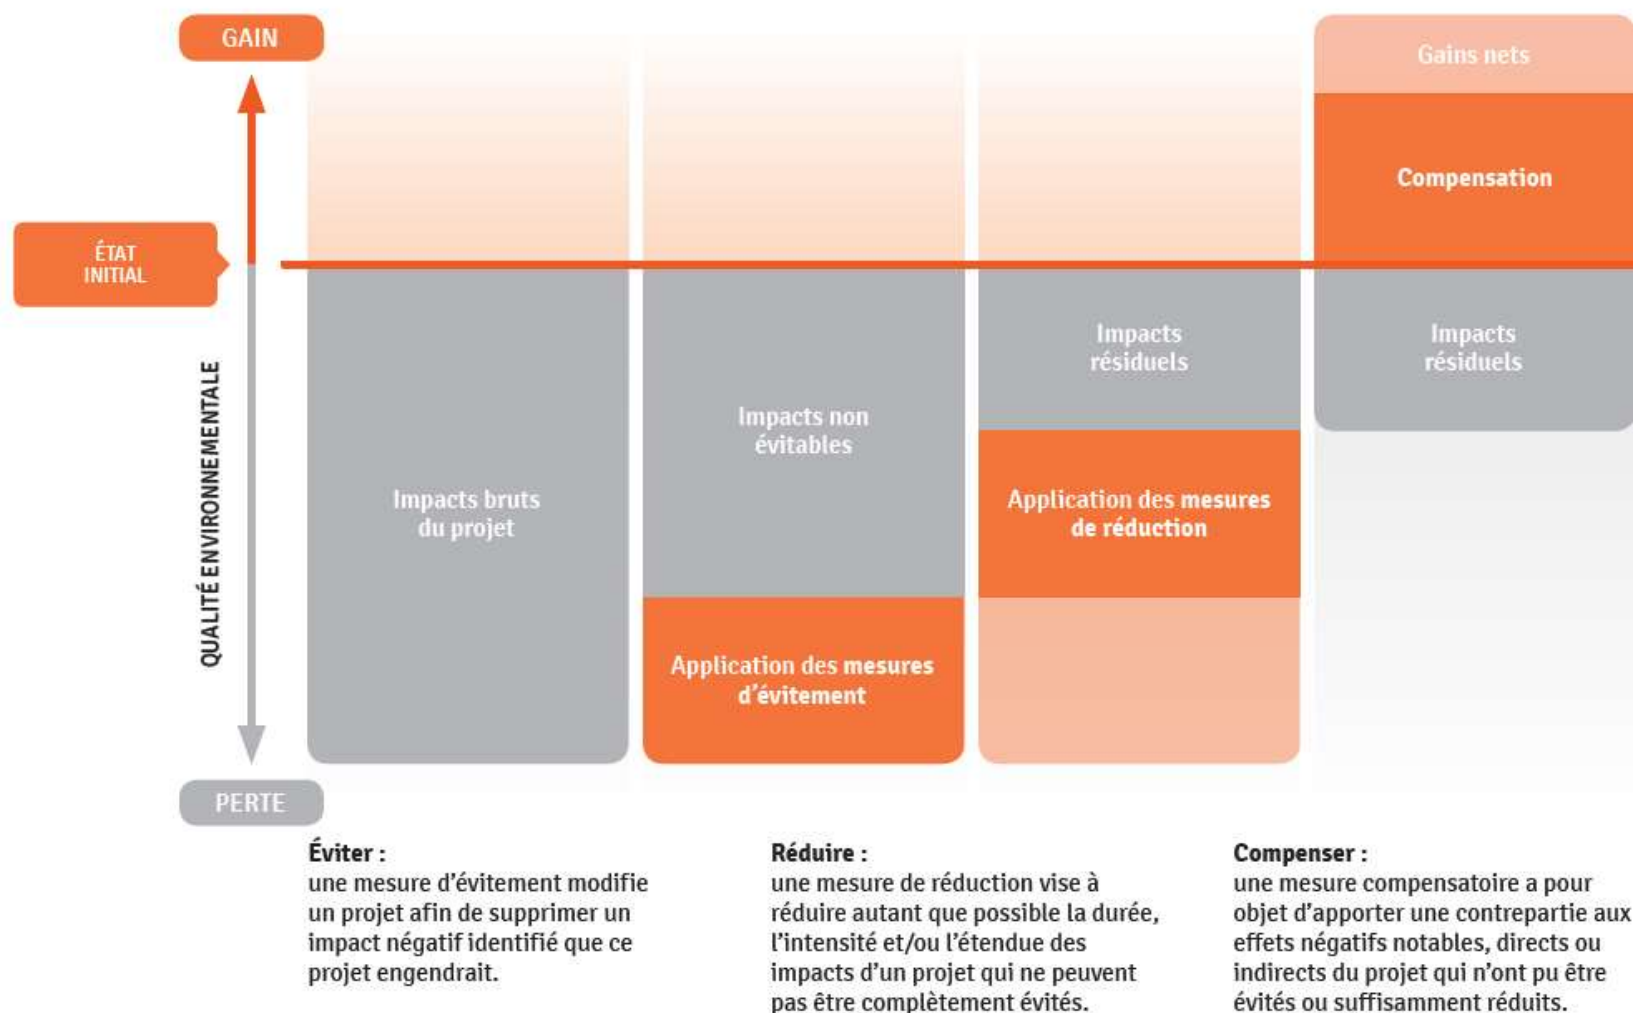 GAIN
ÉTAT
INITIAL
QUALITÉ ENVIRONNEMENTALE
PERTE
Impacts bruts
du projet
Impacts non
évitables
Application des mesures
d'évitement
Impacts
résiduels
Application des mesures
de réduction
Gains nets
Compensation
Impacts
résiduels
Éviter :
une mesure d'évitement modifie
un projet afin de supprimer un
impact négatif identifié que ce
projet engendrait.
Réduire :
une mesure de réduction vise à
réduire autant que possible la durée,
l'intensité et/ou l'étendue des
impacts d'un projet qui ne peuvent
pas être complètement évités.
Compenser :
une mesure compensatoire a pour
objet d'apporter une contrepartie aux
effets négatifs notables, directs ou
indirects du projet qui n'ont pu être
évités ou suffisamment réduits.